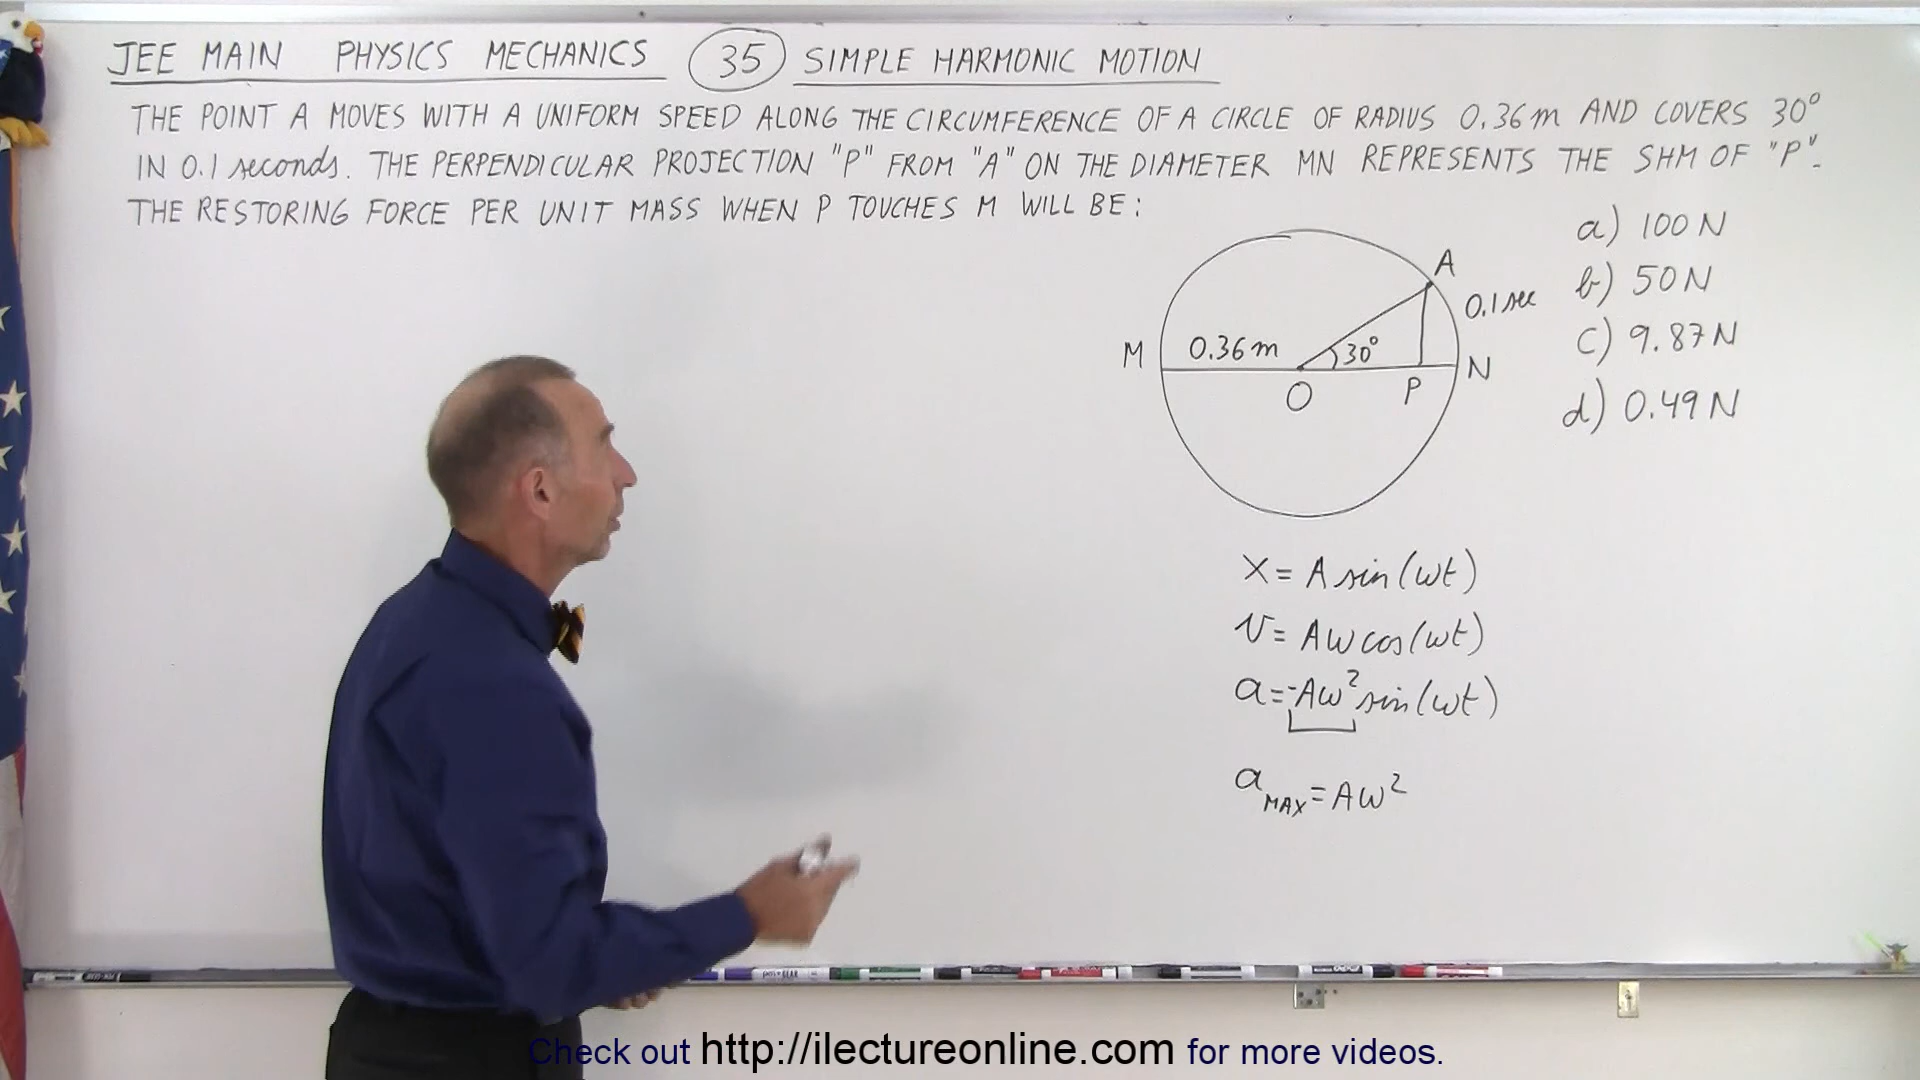 JEE MAIN PHYSICS MECHANICS 35 SIMPLE HARMONIC MOTION
THE POINT A MOVES WITH A UNIFORM SPEED ALONG THE CIRCUMFERENCE OF A CIRCLE OF RADIUS 0.36m AND COVERS 30°
IN 0.1 seconds. THE PERPENDICULAR PROJECTION "P" FROM "A" ON THE DIAMETER MN REPRESENTS THE SHM OF "P".
THE RESTORING FORCE PER UNIT MASS WHEN P TOUCHES M WILL BE:
a) 100 N
b) 50 N
c) 9.87 N
d) 0.49 N
A
0.1 sec
M 0.36 m 30° N
O P
x = A sin(ωt)
v = Aω cos(ωt)
a = -Aω² sin(ωt)
a MAX = Aω²
Check out http://ilectureonline.com for more videos.